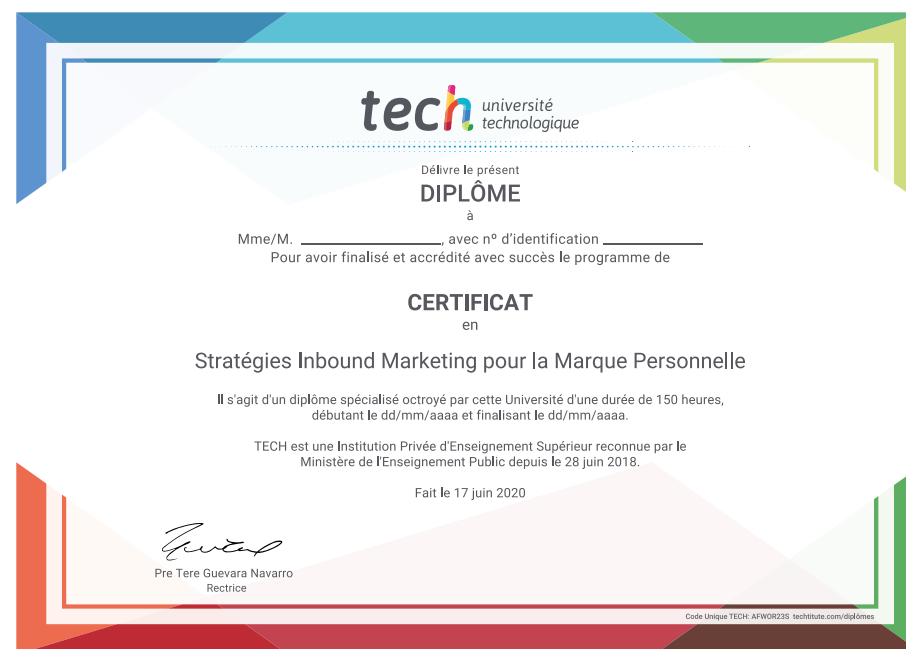 tech université
technologique
Délivre le présent
DIPLÔME
à
Mme/M. ____________________, avec nº d'identification ______________
Pour avoir finalisé et accrédité avec succès le programme de
CERTIFICAT
en
Stratégies Inbound Marketing pour la Marque Personnelle
Il s'agit d'un diplôme spécialisé octroyé par cette Université d'une durée de 150 heures,
débutant le dd/mm/aaaa et finalisant le dd/mm/aaaa.
TECH est une Institution Privée d'Enseignement Supérieur reconnue par le
Ministère de l'Enseignement Public depuis le 28 juin 2018.
Fait le 17 juin 2020
Pre Tere Guevara Navarro
Rectrice
Code Unique TECH: AFWOR23S techtitute.com/diplômes